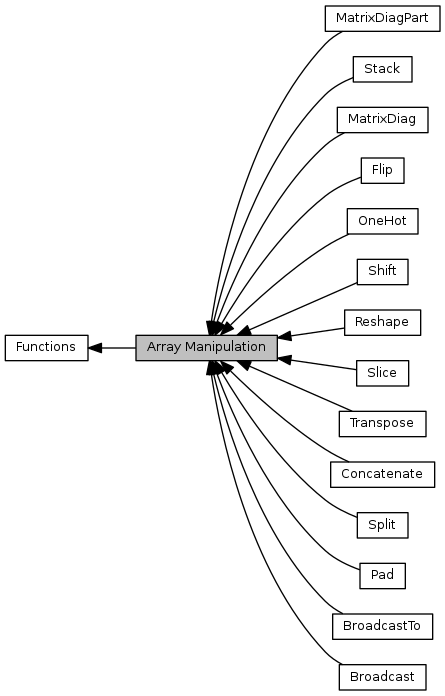 MatrixDiagPart
Stack
MatrixDiag
Flip
OneHot
Shift
Reshape
Functions
Array Manipulation
Slice
Transpose
Concatenate
Split
Pad
BroadcastTo
Broadcast